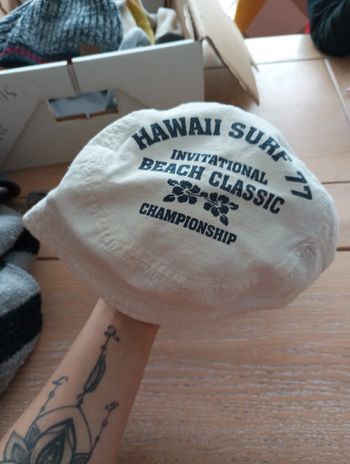 HAWAII SURF 77
INVITATIONAL
BEACH CLASSIC
CHAMPIONSHIP